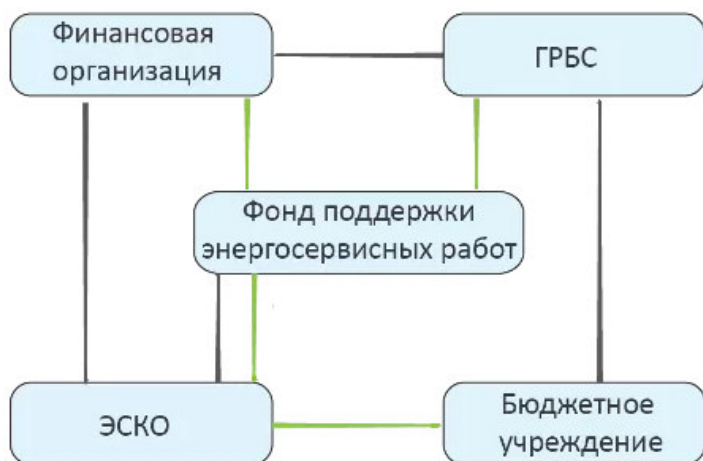 Финансовая
организация
ГРБС
Фонд поддержки
энергосервисных работ
ЭСКО
Бюджетное
учреждение